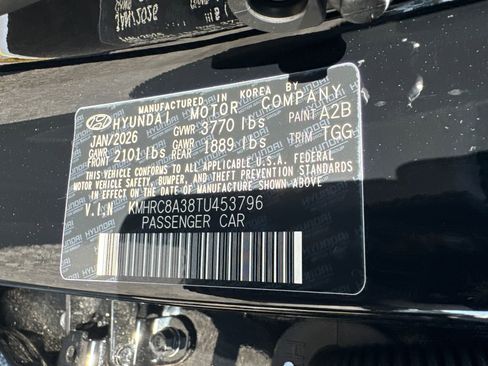 MANUFACTURED IN KOREA BY
HYUNDAI MOTOR COMPANY
JAN/2026 GVWR 3770 lbs PAINT A2B
GAWR FRONT 2101 lbs GAWR REAR 1889 lbs TRIM TGG
THIS VEHICLE CONFORMS TO ALL APPLICABLE U.S.A. FEDERAL
MOTOR VEHICLE SAFETY, BUMPER, AND THEFT PREVENTION STANDARDS
IN EFFECT ON THE DATE OF MANUFACTURE SHOWN ABOVE.
V.I.N KMHRC8A38TU453796
PASSENGER CAR